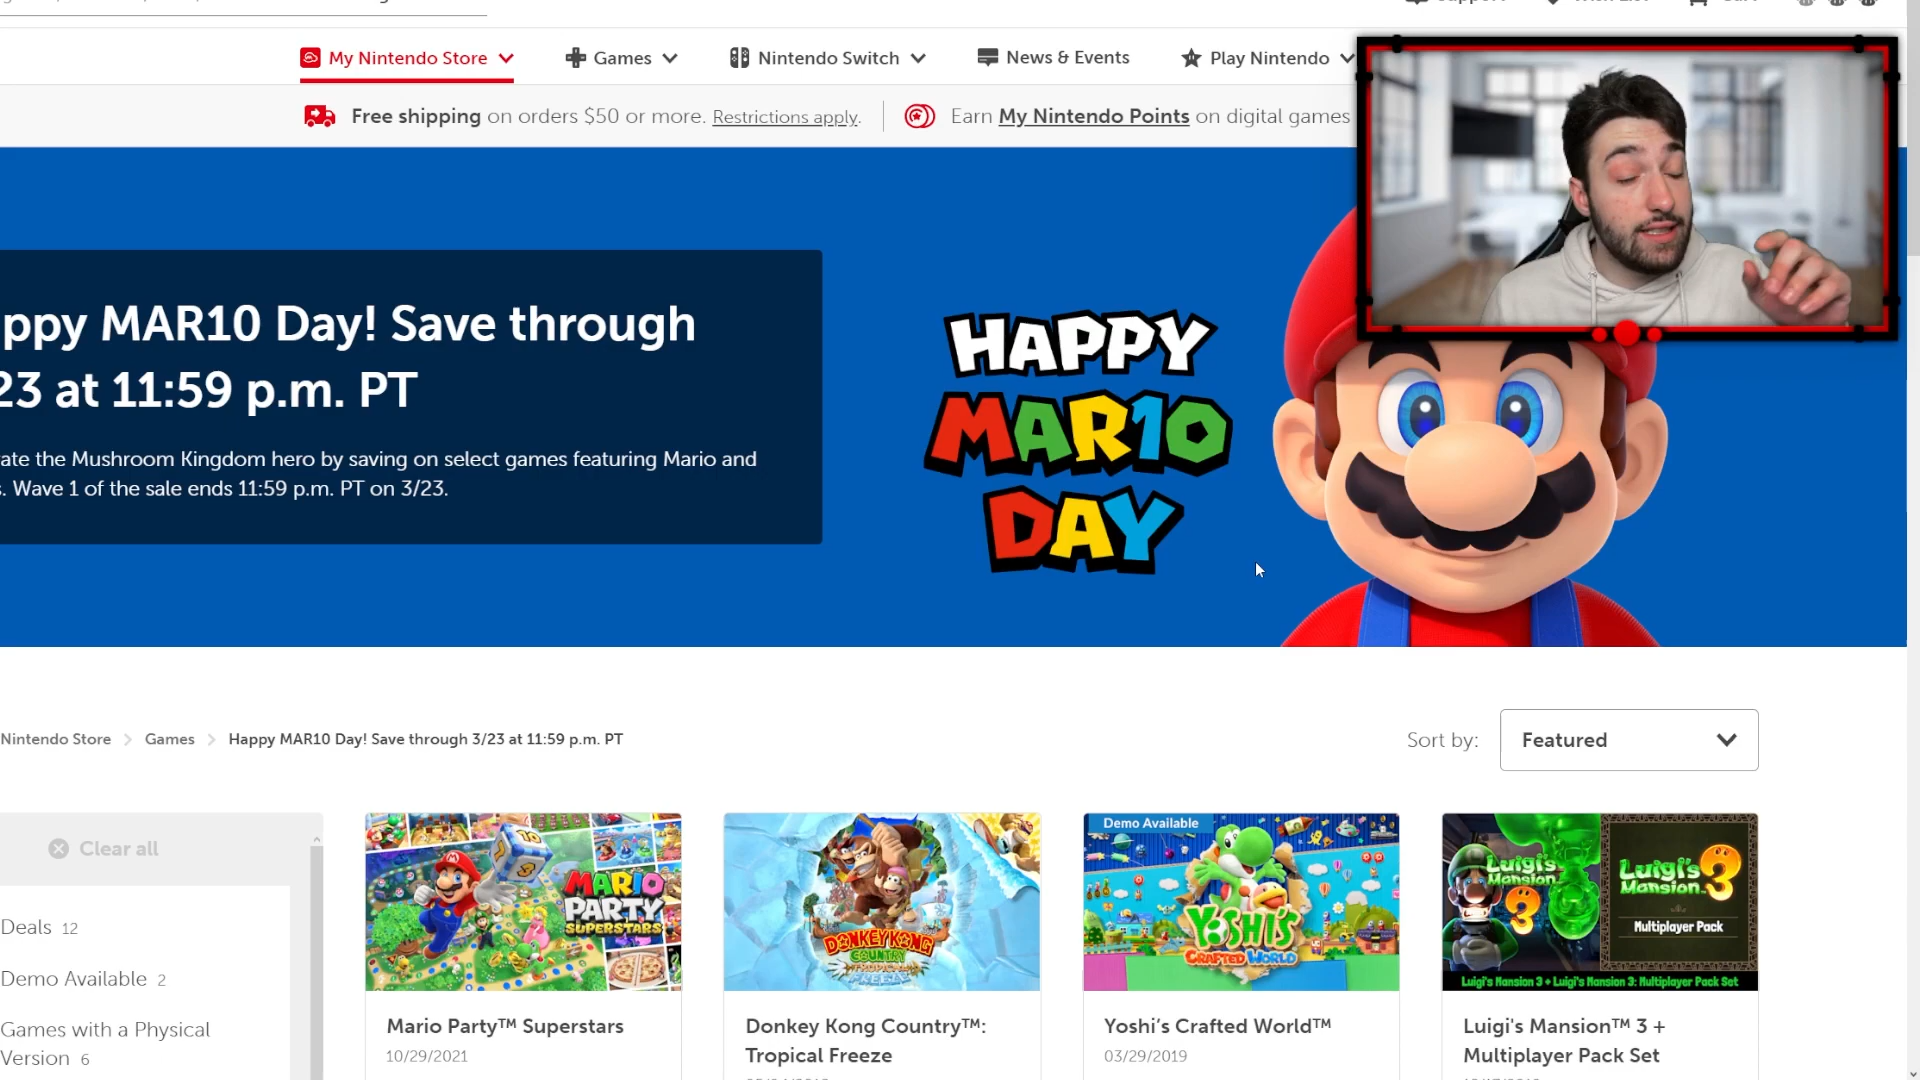 My Nintendo Store
Games
Nintendo Switch
News & Events
Play Nintendo
Free shipping on orders $50 or more. Restrictions apply.
Earn My Nintendo Points on digital games
ppy MAR10 Day! Save through
23 at 11:59 p.m. PT
ate the Mushroom Kingdom hero by saving on select games featuring Mario and
. Wave 1 of the sale ends 11:59 p.m. PT on 3/23.
HAPPY
MAR10
DAY
Nintendo Store > Games > Happy MAR10 Day! Save through 3/23 at 11:59 p.m. PT
Sort by: Featured
Clear all
Deals 12
Demo Available 2
Games with a Physical
Version 6
MARIO
PARTY
SUPERSTARS
Mario Party™ Superstars
10/29/2021
DONKEY KONG
COUNTRY
TROPICAL
FREEZE
Donkey Kong Country™:
Tropical Freeze
Demo Available
YOSHI'S
CRAFTED WORLD
Yoshi's Crafted World™
03/29/2019
Luigi's
Mansion
3
Luigi's
Mansion 3
Multiplayer Pack
Luigi's Mansion 3 + Luigi's Mansion 3: Multiplayer Pack Set
Luigi's Mansion™ 3 +
Multiplayer Pack Set